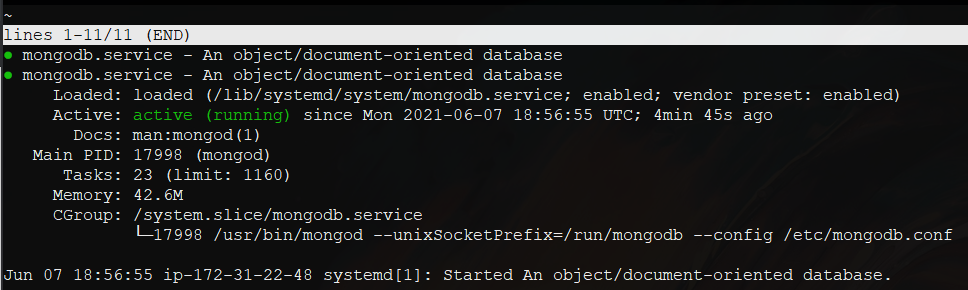 ~
lines 1-11/11 (END)
● mongodb.service - An object/document-oriented database
● mongodb.service - An object/document-oriented database
     Loaded: loaded (/lib/systemd/system/mongodb.service; enabled; vendor preset: enabled)
     Active: active (running) since Mon 2021-06-07 18:56:55 UTC; 4min 45s ago
       Docs: man:mongod(1)
   Main PID: 17998 (mongod)
      Tasks: 23 (limit: 1160)
     Memory: 42.6M
     CGroup: /system.slice/mongodb.service
             └─17998 /usr/bin/mongod --unixSocketPrefix=/run/mongodb --config /etc/mongodb.conf
Jun 07 18:56:55 ip-172-31-22-48 systemd[1]: Started An object/document-oriented database.